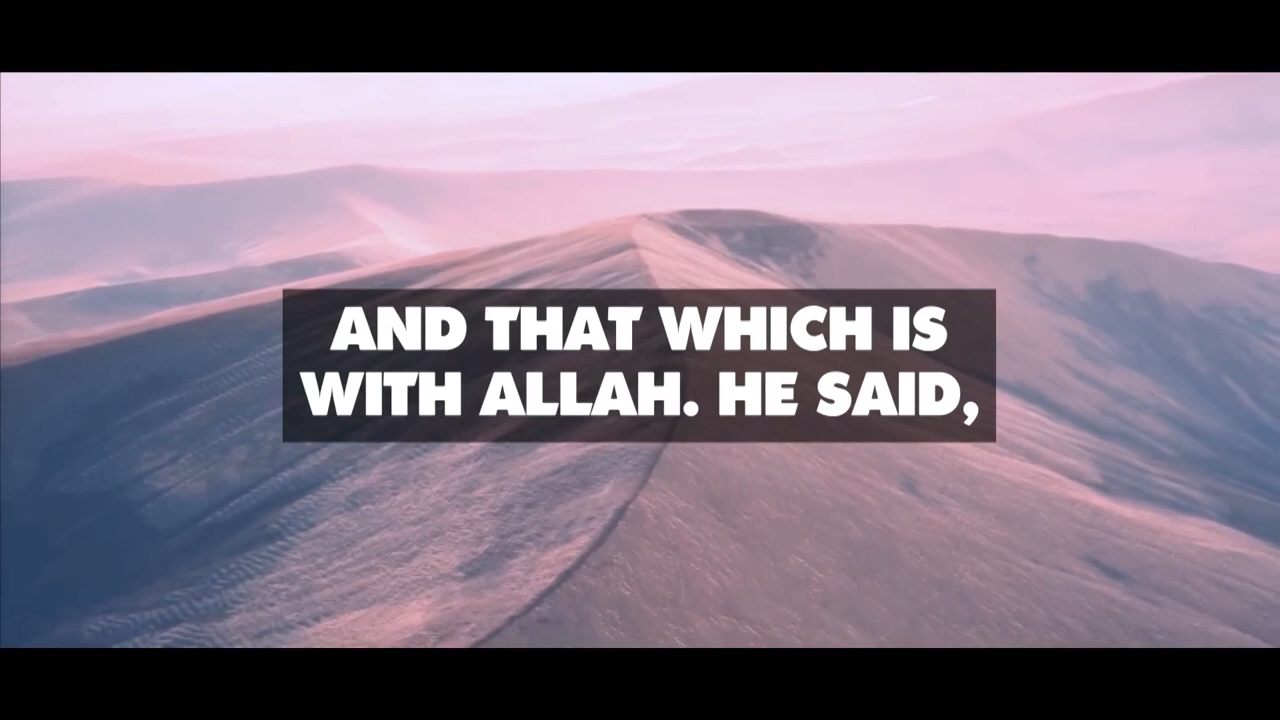 AND THAT WHICH IS
WITH ALLAH. HE SAID,